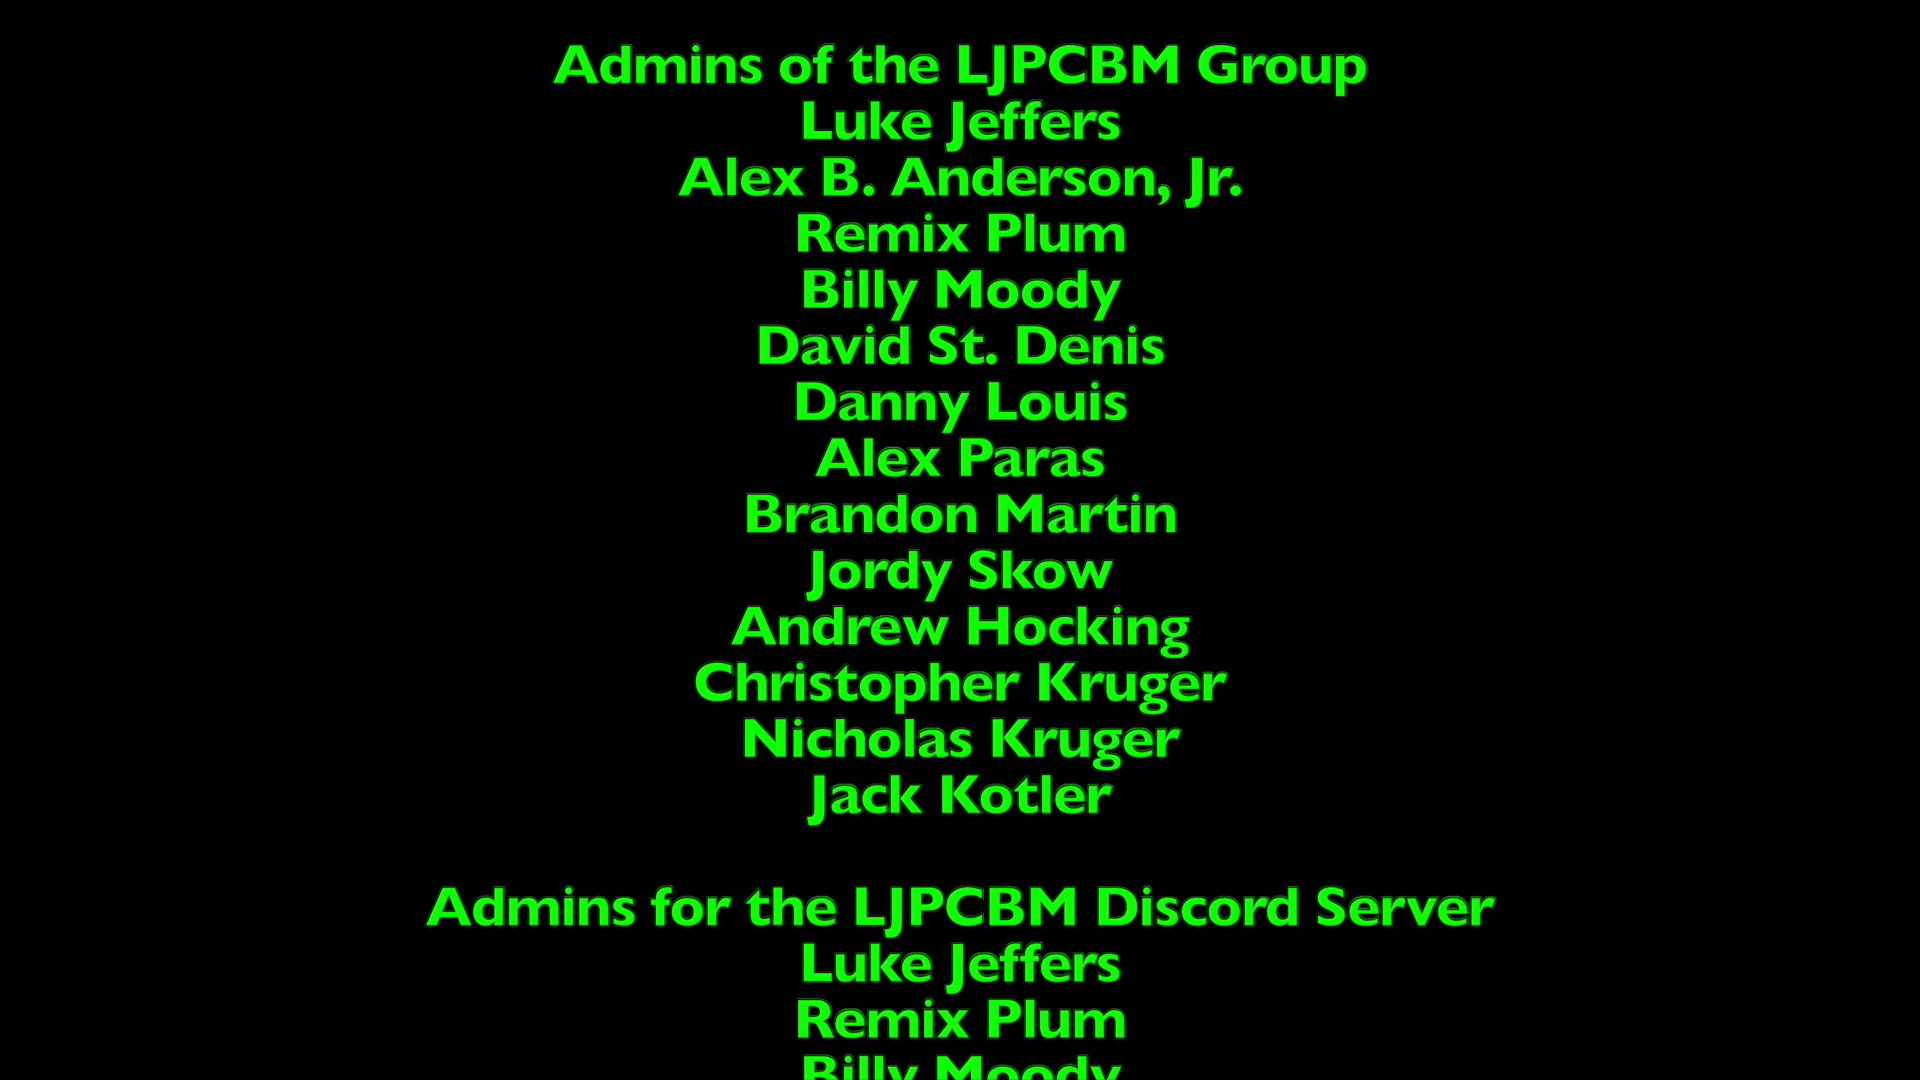 Admins of the LJPCBM Group
Luke Jeffers
Alex B. Anderson, Jr.
Remix Plum
Billy Moody
David St. Denis
Danny Louis
Alex Paras
Brandon Martin
Jordy Skow
Andrew Hocking
Christopher Kruger
Nicholas Kruger
Jack Kotler
Admins for the LJPCBM Discord Server
Luke Jeffers
Remix Plum
Billy Moody